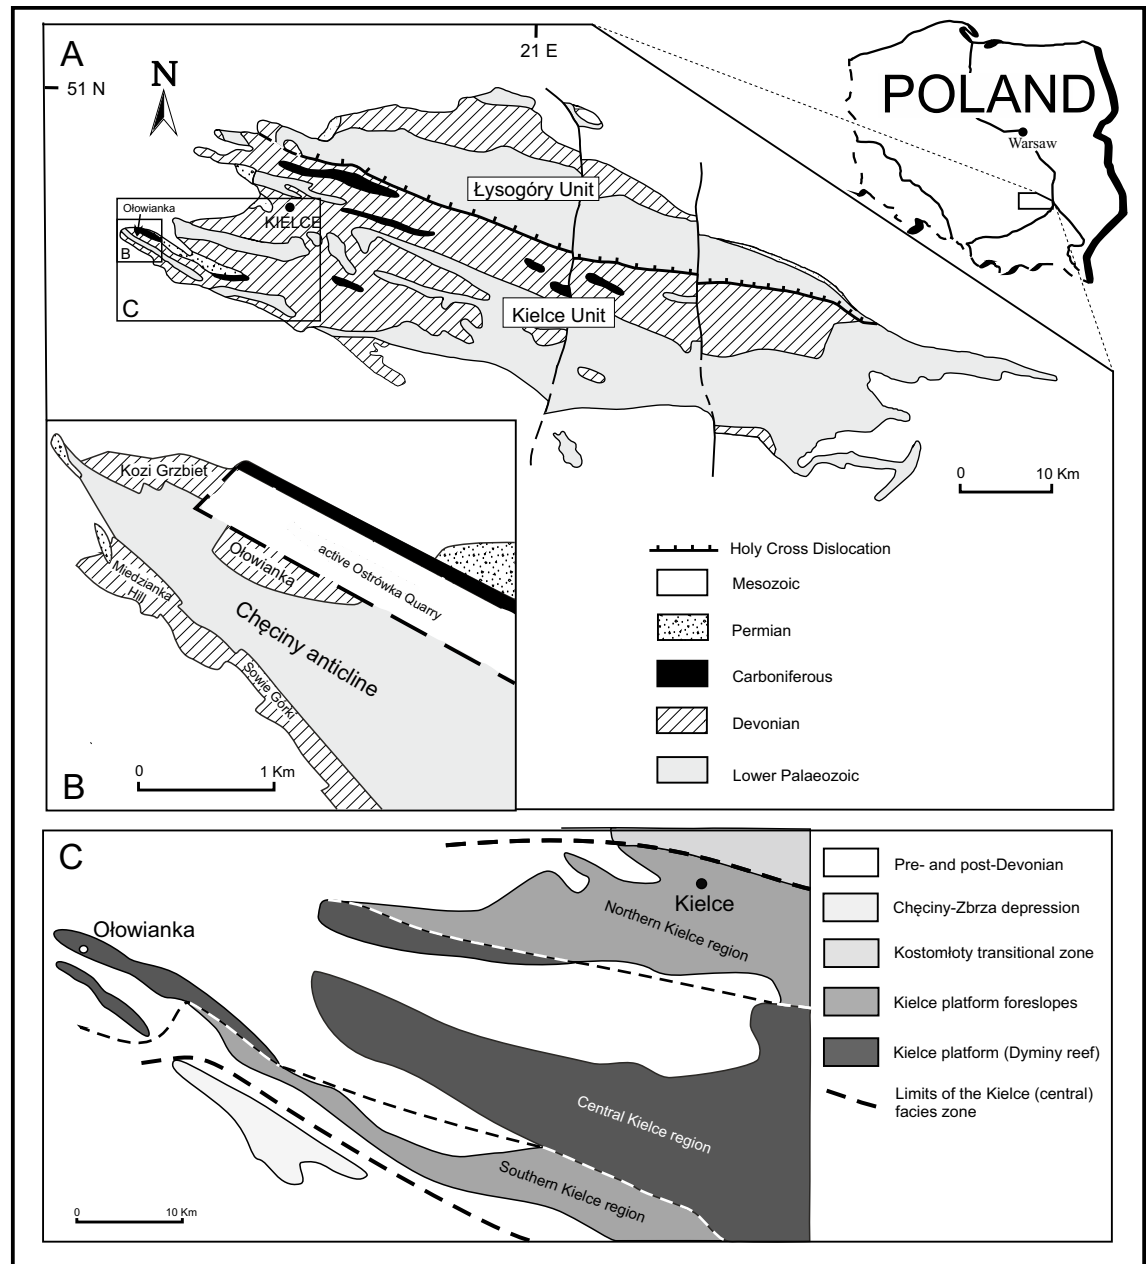 A
21 E
51 N
N
POLAND
Warsaw
Łysogóry Unit
Ołowianka
KIELCE
B
C
Kielce Unit
0
10 Km
Kozi Grzbiet
Ołowianka
active Ostrówka Quarry
Miedzianka
Hill
Chęciny anticline
Sowie Górki
0
1 Km
B
Holy Cross Dislocation
Mesozoic
Permian
Carboniferous
Devonian
Lower Palaeozoic
C
Ołowianka
Kielce
Northern Kielce region
Central Kielce region
Southern Kielce region
0
10 Km
Pre- and post-Devonian
Chęciny-Zbrza depression
Kostomłoty transitional zone
Kielce platform foreslopes
Kielce platform (Dyminy reef)
Limits of the Kielce (central)
facies zone